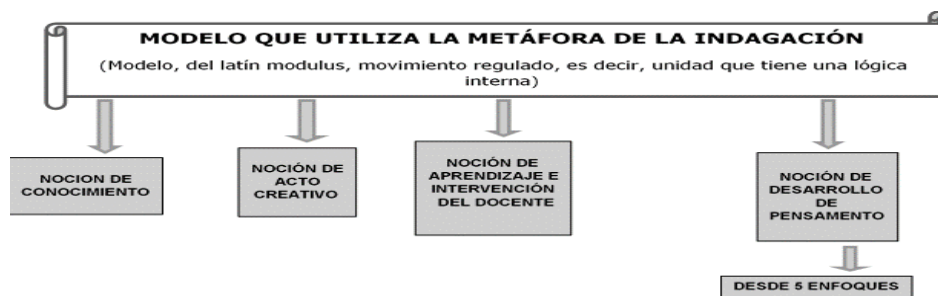 MODELO QUE UTILIZA LA METÁFORA DE LA INDAGACIÓN
(Modelo, del latín modulus, movimiento regulado, es decir, unidad que tiene una lógica
interna)
NOCION DE
CONOCIMIENTO
NOCIÓN DE
ACTO
CREATIVO
NOCIÓN DE
APRENDIZAJE E
INTERVENCIÓN
DEL DOCENTE
NOCIÓN DE
DESARROLLO
DE
PENSAMENTO
DESDE 5 ENFOQUES